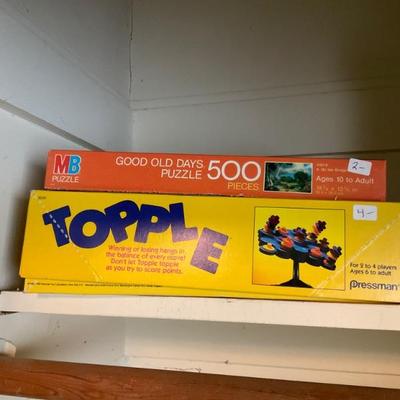 MB
PUZZLE
GOOD OLD DAYS
PUZZLE
500
PIECES
2-
Ages 10 to Adult
TOPPLE
Winning or losing hangs in
the balance of every move!
Don't let Topple topple
as you try to score points.
4-
For 2 to 4 players
Ages 6 to adult
Pressman